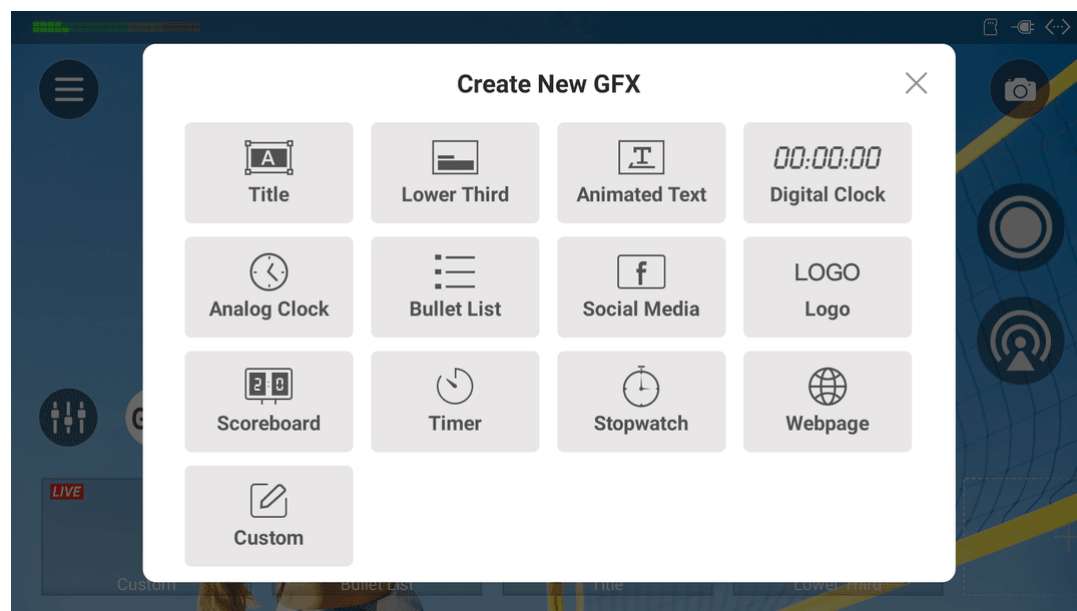 Create New GFX
A
T
00:00:00
Title
Lower Third
Animated Text
Digital Clock
f
LOGO
Analog Clock
Bullet List
Social Media
Logo
2:0
Scoreboard
Timer
Stopwatch
Webpage
G
LIVE
Custom
Custom
Bullet List
Title
Lower Third